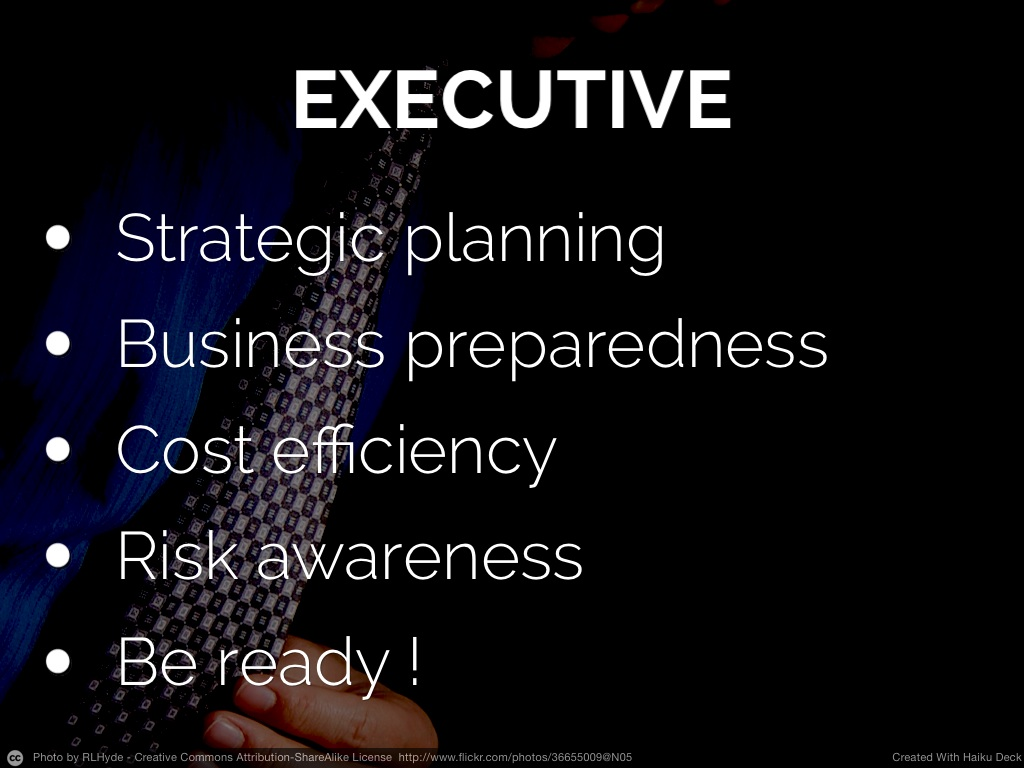 EXECUTIVE
• Strategic planning
• Business preparedness
• Cost efficiency
• Risk awareness
• Be ready !
cc Photo by RLHyde - Creative Commons Attribution-ShareAlike License http://www.flickr.com/photos/36655009@N05 Created With Haiku Deck